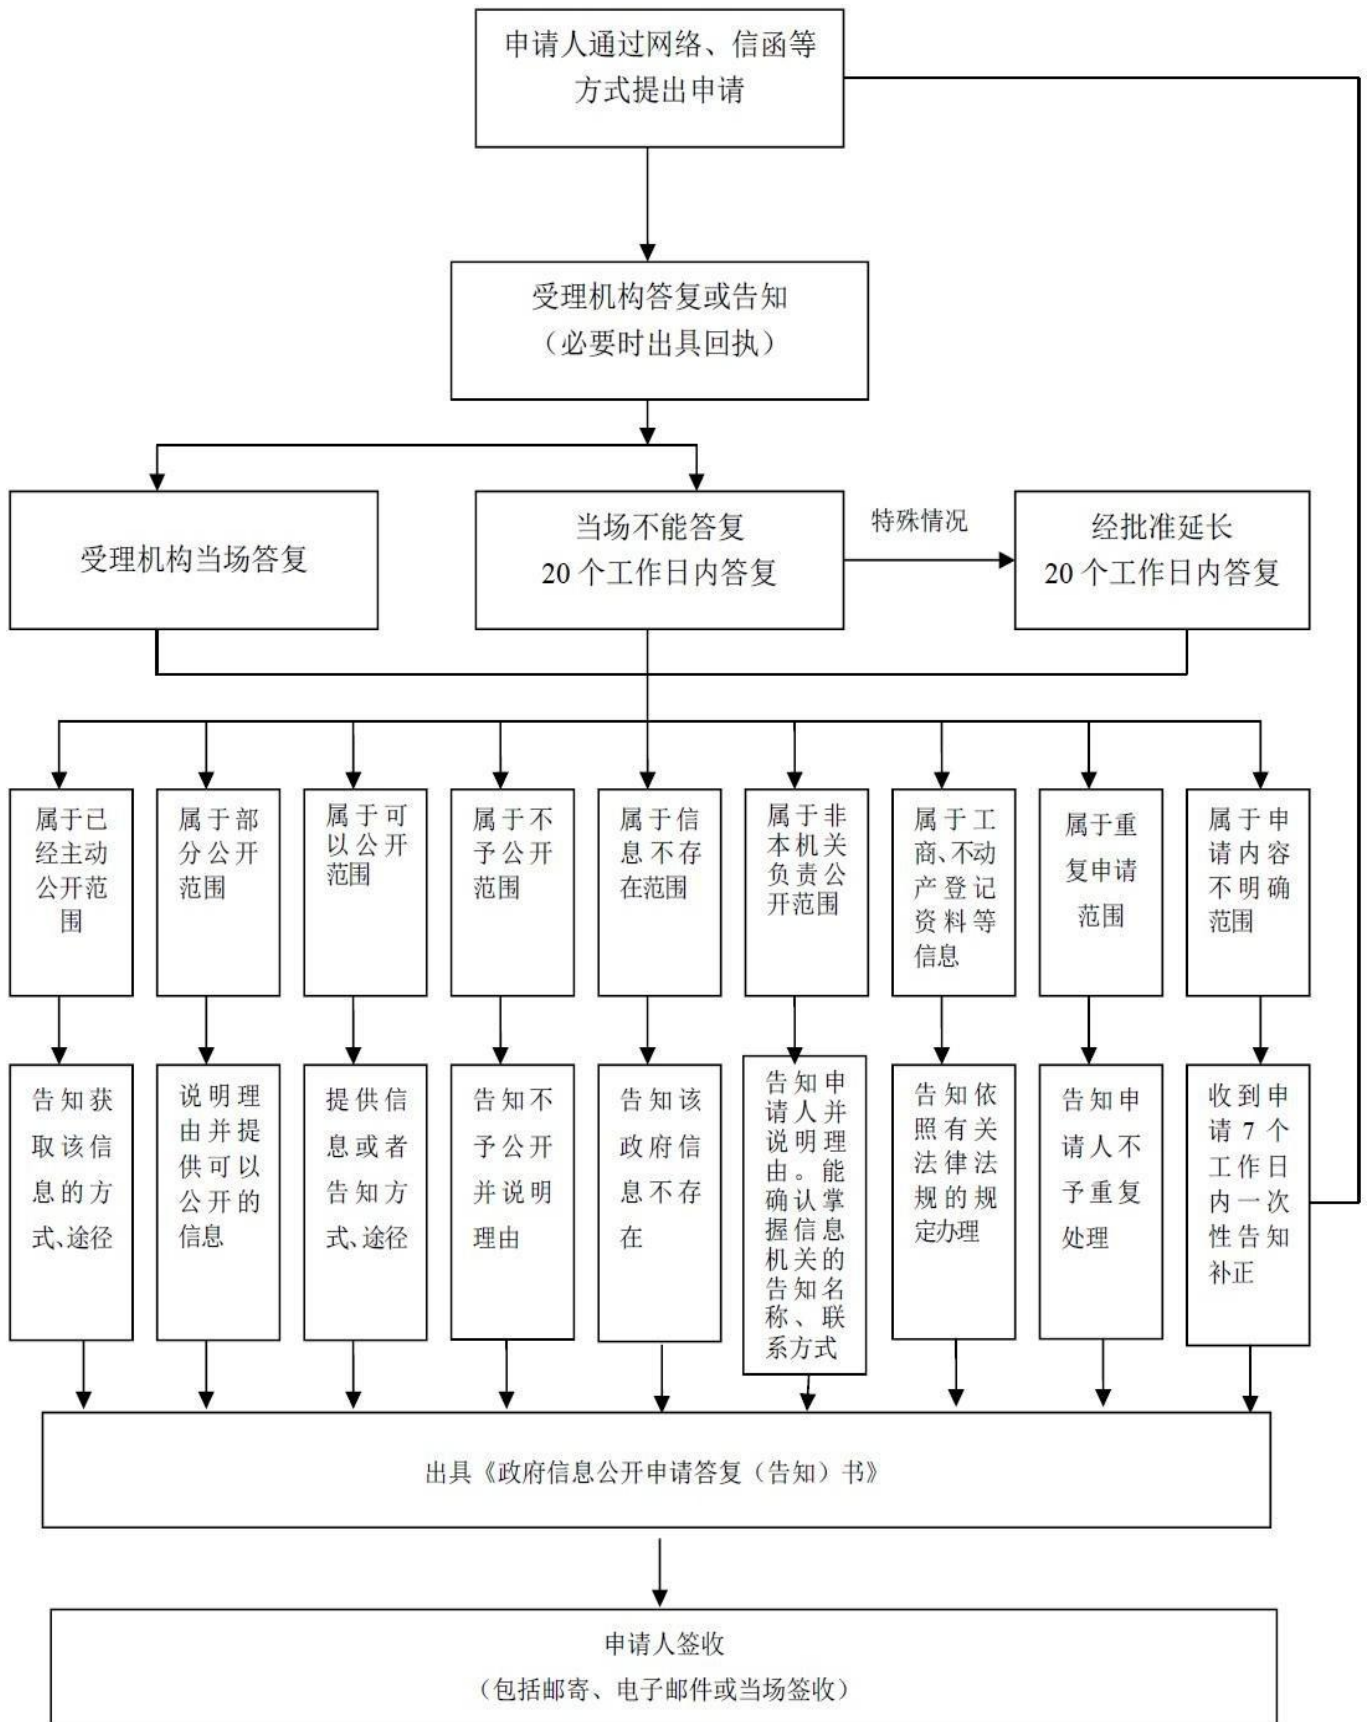 申请人通过网络、信函等
方式提出申请
受理机构答复或告知
（必要时出具回执）
受理机构当场答复
当场不能答复
20 个工作日内答复
特殊情况
经批准延长
20 个工作日内答复
属于已
经主动
公开范
围
属于部
分公开
范围
属于可
以公开
范围
属于不
予公开
范围
属于信
息不存
在范围
属于非
本机关
负责公
开范围
属于工
商、不动
产登记
资料等
信息
属于重
复申请
范围
属于申
请内容
不明确
范围
告知获
取该信
息的方
式、途径
说明理
由并提
供可以
公开的
信息
提供信
息或者
告知方
式、途径
告知不
予公开
并说明
理由
告知该
政府信
息不存
在
告知申
请人并
说明理
由。能
确认掌
握信息
机关的
告知名
称、联
系方式
告知依
照有关
法律法
规的规
定办理
告知申
请人不
予重复
处理
收到申
请 7 个
工作日
内一次
性告知
补正
出具《政府信息公开申请答复（告知）书》
申请人签收
（包括邮寄、电子邮件或当场签收）